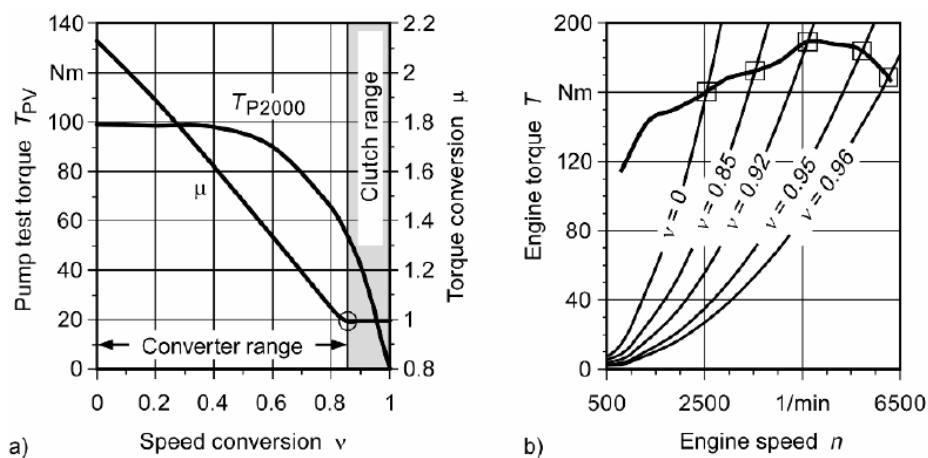 140
Nm
100
80
60
40
20
0
Pump test torque T_PV
T_P2000
μ
Clutch range
Converter range
2.2
2
1.8
1.6
1.4
1.2
1
0.8
Torque conversion μ
0 0.2 0.4 0.6 0.8 1
a) Speed conversion ν
200
Nm
120
80
40
0
Engine torque T
ν = 0
ν = 0.85
ν = 0.92
ν = 0.95
ν = 0.96
500 2500 1/min 6500
b) Engine speed n